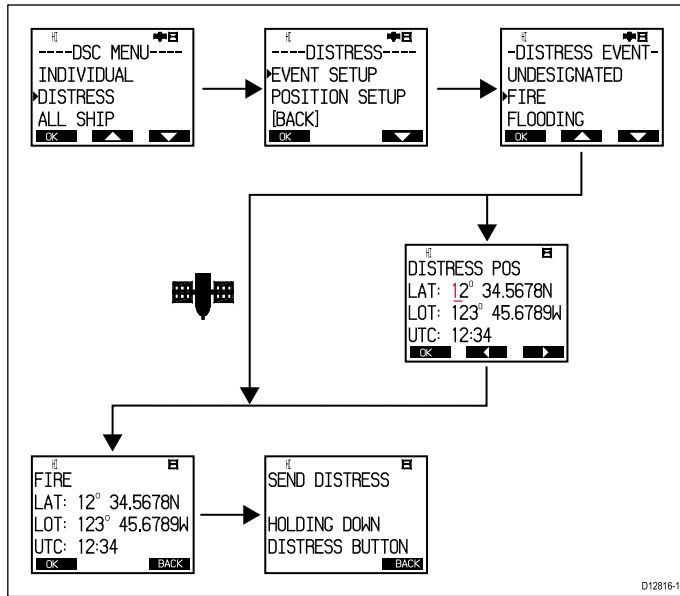 HI
----DSC MENU----
INDIVIDUAL
DISTRESS
ALL SHIP
OK
HI
----DISTRESS----
EVENT SETUP
POSITION SETUP
[BACK]
OK
HI
-DISTRESS EVENT-
UNDESIGNATED
FIRE
FLOODING
OK
HI
DISTRESS POS
LAT: 12° 34.5678N
LOT: 123° 45.6789W
UTC: 12:34
OK
HI
FIRE
LAT: 12° 34.5678N
LOT: 123° 45.6789W
UTC: 12:34
OK BACK
HI
SEND DISTRESS
HOLDING DOWN
DISTRESS BUTTON
BACK
D12816-1